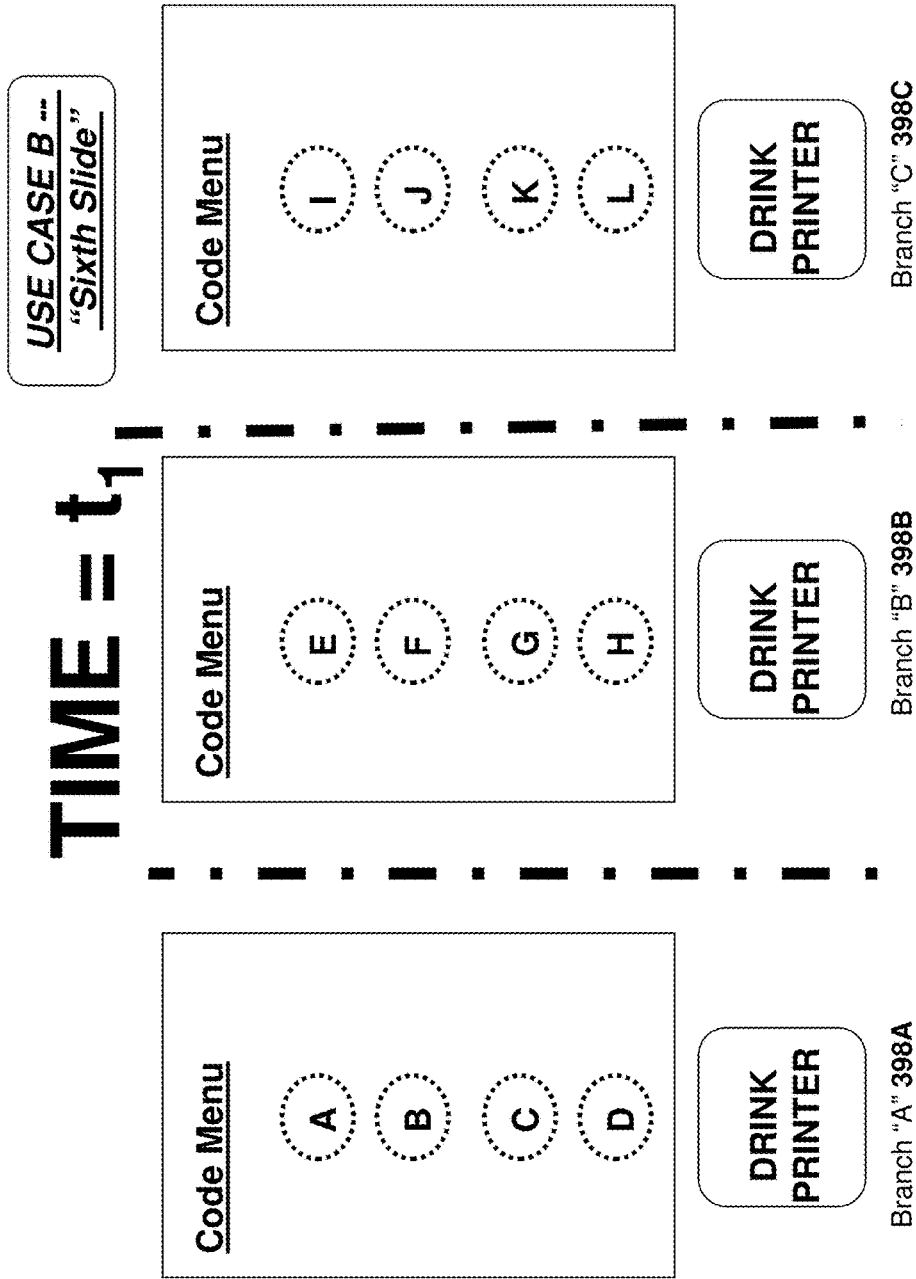 USE CASE B --
“Sixth Slide”
TIME = t1
Code Menu
A
B
C
D
DRINK
PRINTER
Branch “A” 398A
Code Menu
E
F
G
H
DRINK
PRINTER
Branch “B” 398B
Code Menu
I
J
K
L
DRINK
PRINTER
Branch “C” 398C